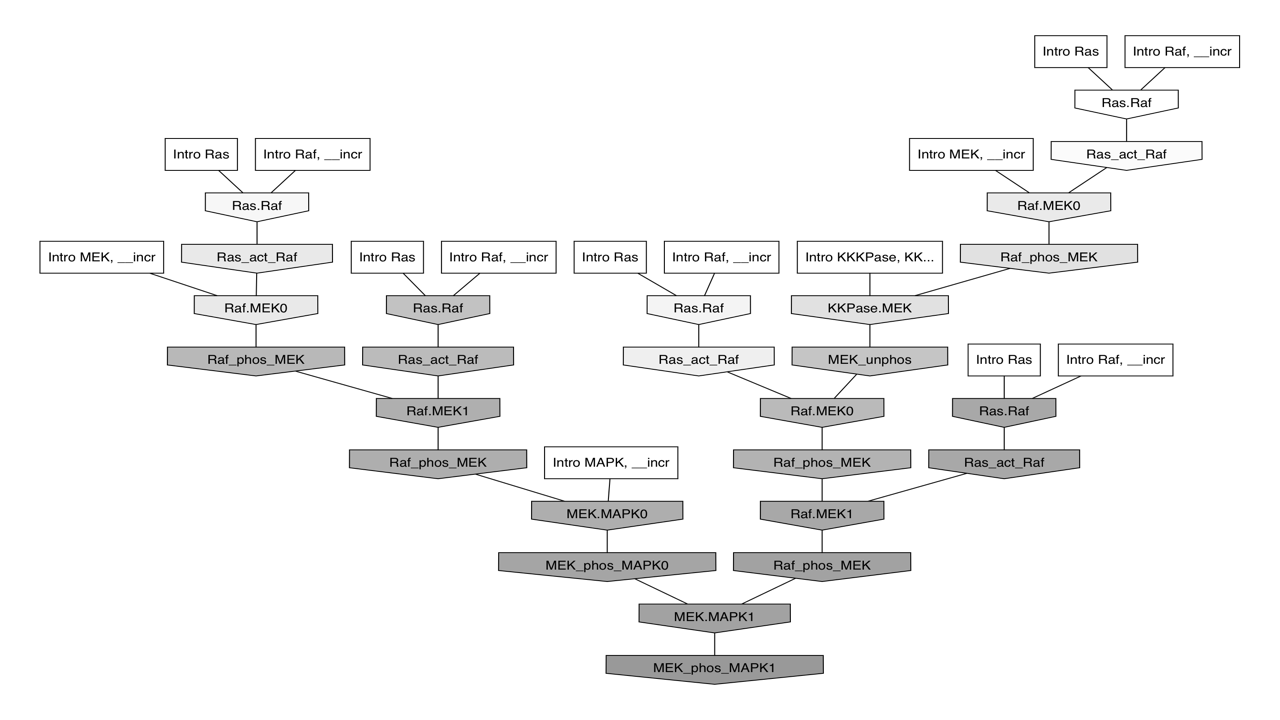 Intro Ras
Intro Raf, __incr
Ras.Raf
Intro Ras
Intro Raf, __incr
Intro MEK, __incr
Ras_act_Raf
Ras.Raf
Raf.MEK0
Intro MEK, __incr
Ras_act_Raf
Intro Ras
Intro Raf, __incr
Intro Ras
Intro Raf, __incr
Intro KKKPase, KK...
Raf_phos_MEK
Raf.MEK0
Ras.Raf
Ras.Raf
KKPase.MEK
Raf_phos_MEK
Ras_act_Raf
Ras_act_Raf
MEK_unphos
Intro Ras
Intro Raf, __incr
Raf.MEK1
Raf.MEK0
Ras.Raf
Raf_phos_MEK
Intro MAPK, __incr
Raf_phos_MEK
Ras_act_Raf
MEK.MAPK0
Raf.MEK1
MEK_phos_MAPK0
Raf_phos_MEK
MEK.MAPK1
MEK_phos_MAPK1